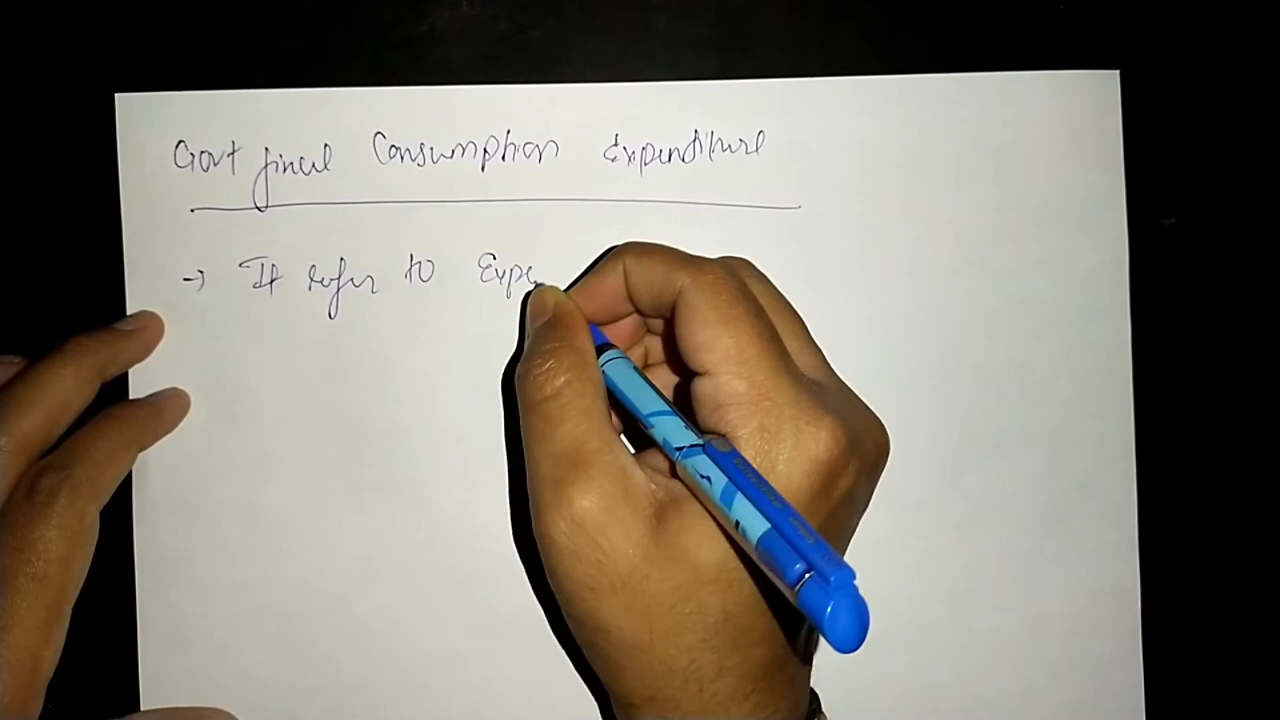 Govt final Consumption Expenditure
→ It refer to Expe